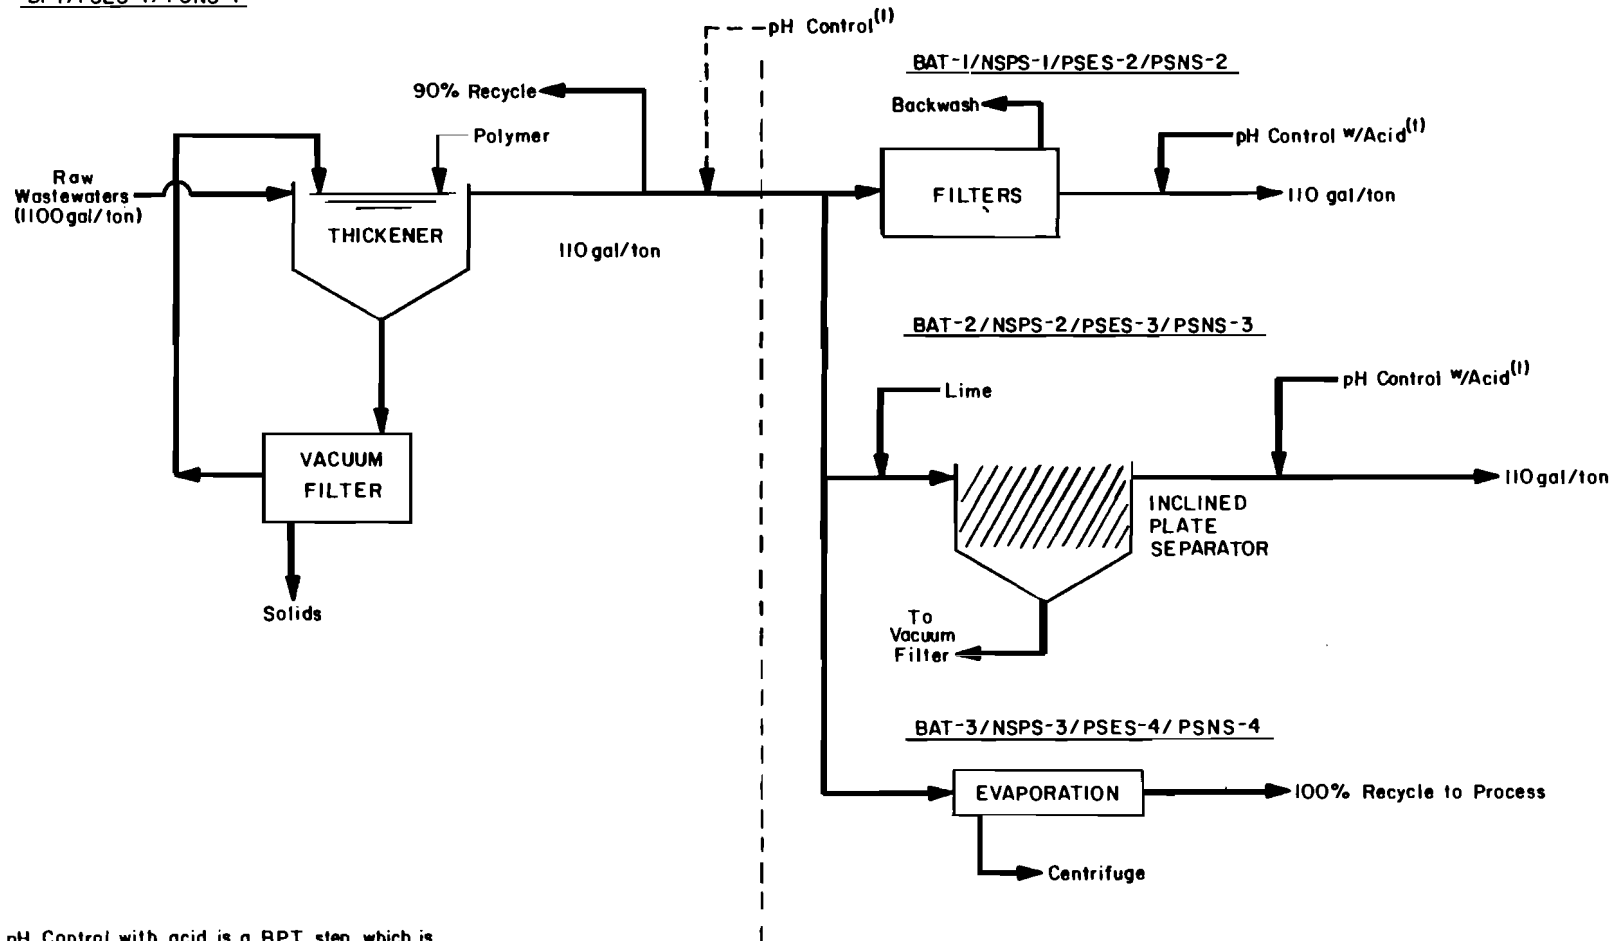 pH Control(1)
BAT-1/NSPS-1/PSES-2/PSNS-2
90% Recycle
Backwash
Polymer
pH Control w/Acid(1)
Raw
Wastewaters
(1100 gal/ton)
THICKENER
FILTERS
110 gal/ton
110 gal/ton
BAT-2/NSPS-2/PSES-3/PSNS-3
Lime
pH Control w/Acid(1)
VACUUM
FILTER
110 gal/ton
INCLINED
PLATE
SEPARATOR
Solids
To
Vacuum
Filter
BAT-3/NSPS-3/PSES-4/PSNS-4
EVAPORATION
100% Recycle to Process
Centrifuge
pH Control with acid is a BPT step which is